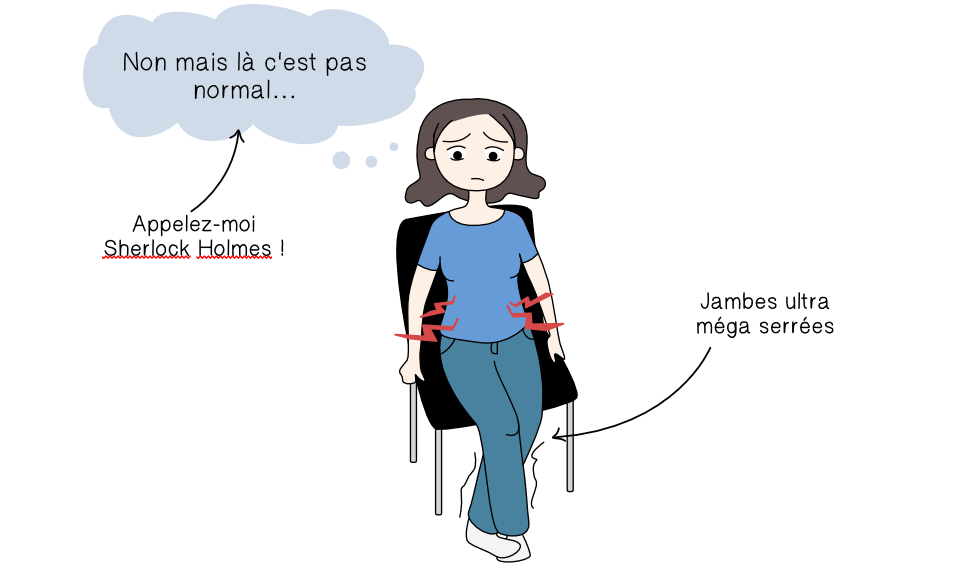 Non mais là c'est pas
normal...
Appelez-moi
Sherlock Holmes !
Jambes ultra
méga serrées